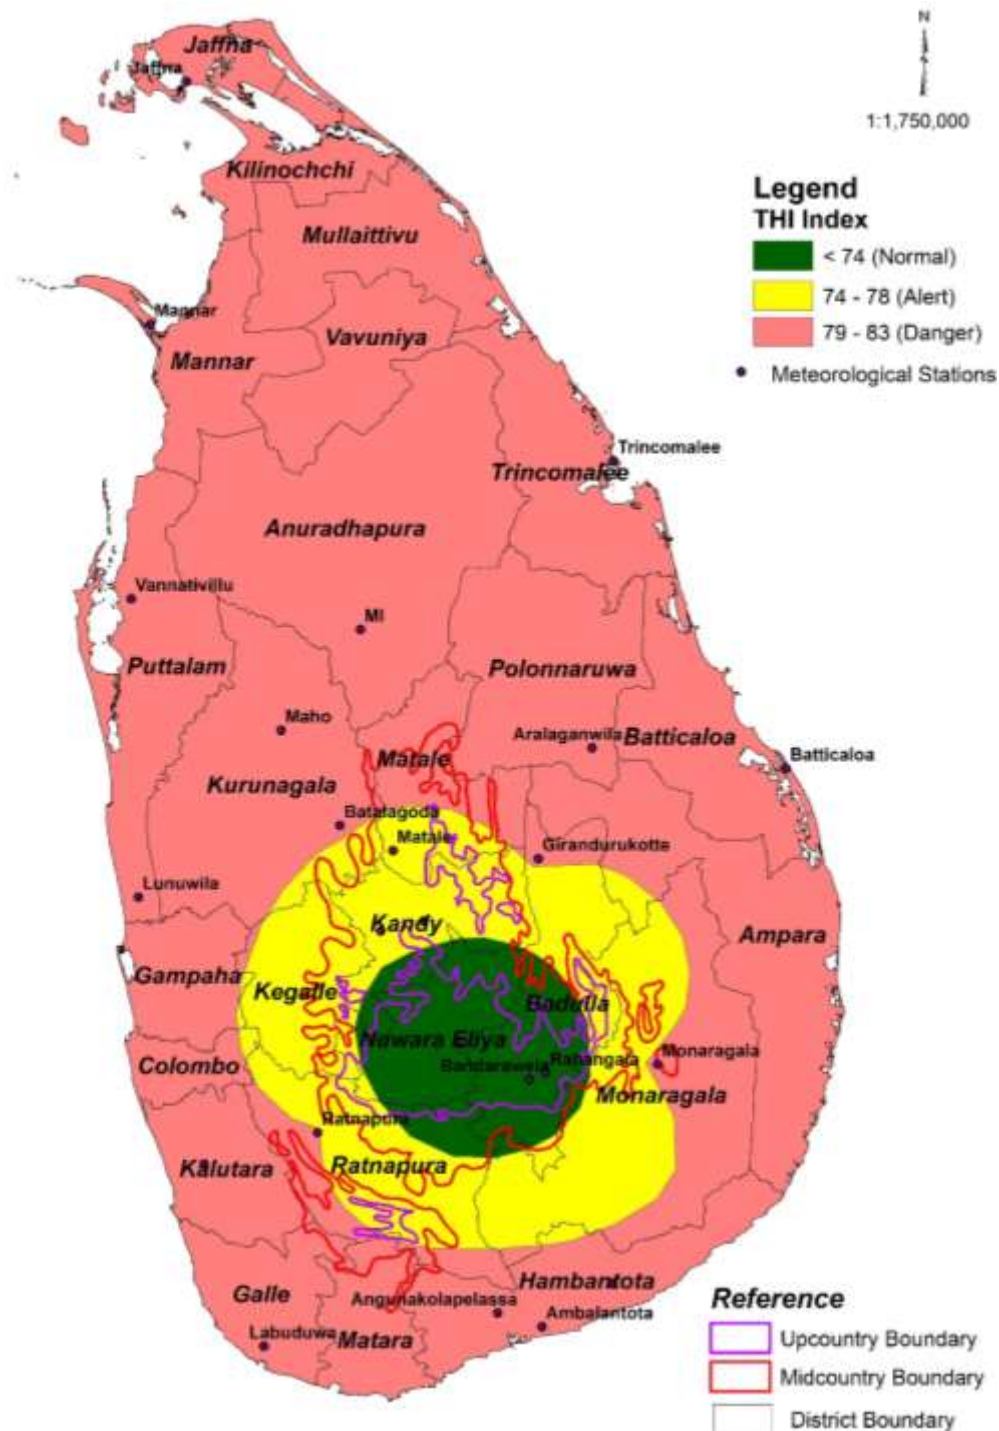 N
Jaffna
Jaffna
1:1,750,000
Kilinochchi
Legend
THI Index
Mullaittivu
< 74 (Normal)
74 - 78 (Alert)
Mannar
79 - 83 (Danger)
Vavuniya
Mannar
Meteorological Stations
Trincomalee
Trincomalee
Anuradhapura
Vannativillu
MI
Puttalam
Polonnaruwa
Maho
Aralaganwila
Batticaloa
Matale
Batticaloa
Kurunagala
Batalagoda
Matale
Girandurukotte
Lunuwila
Kandy
Ampara
Gampaha
Kegalle
Badulla
Nuwara Eliya
Colombo
Bandarawela
Rahangala
Monaragala
Monaragala
Ratnapura
Kalutara
Ratnapura
Hambantota
Galle
Angunakolapelassa
Reference
Ambalantota
Labuduwa
Matara
Upcountry Boundary
Midcountry Boundary
District Boundary